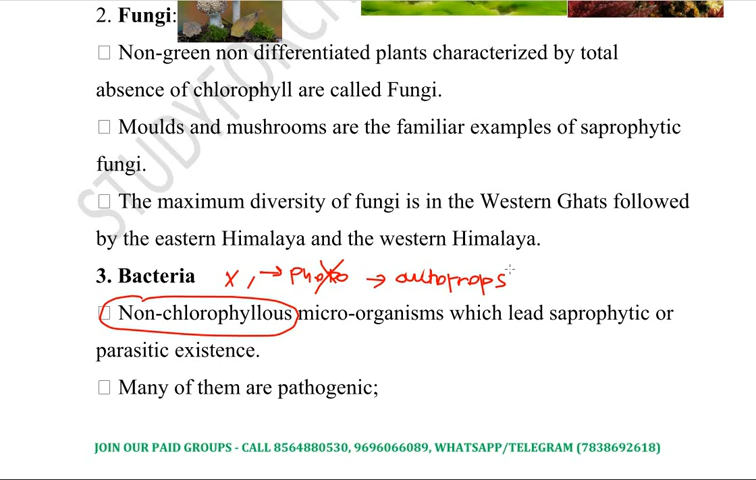 2. Fungi:
□ Non-green non differentiated plants characterized by total
absence of chlorophyll are called Fungi.
□ Moulds and mushrooms are the familiar examples of saprophytic
fungi.
□ The maximum diversity of fungi is in the Western Ghats followed
by the eastern Himalaya and the western Himalaya.
3. Bacteria x, → photo → autotrops
□ Non-chlorophyllous micro-organisms which lead saprophytic or
parasitic existence.
□ Many of them are pathogenic;
JOIN OUR PAID GROUPS - CALL 8564880530, 9696066089, WHATSAPP/TELEGRAM (7838692618)